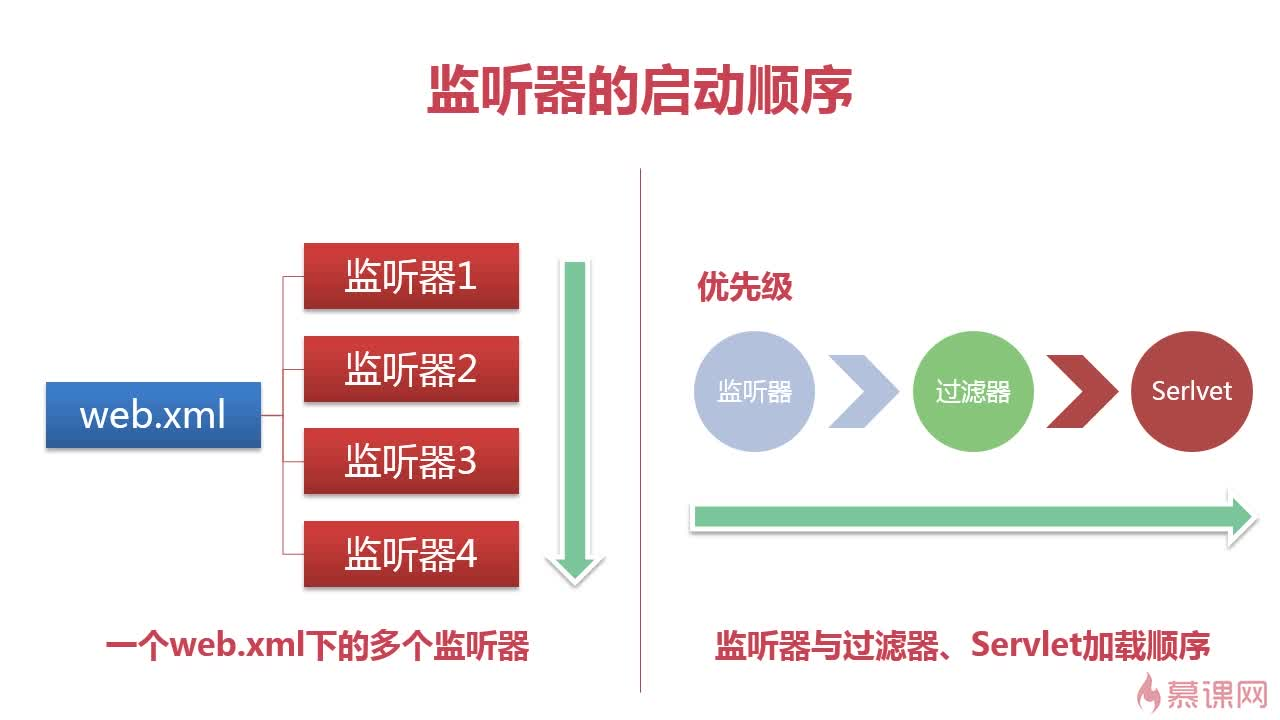 监听器的启动顺序
web.xml
监听器1
监听器2
监听器3
监听器4
一个web.xml下的多个监听器
优先级
监听器
过滤器
Serlvet
监听器与过滤器、Servlet加载顺序
慕课网